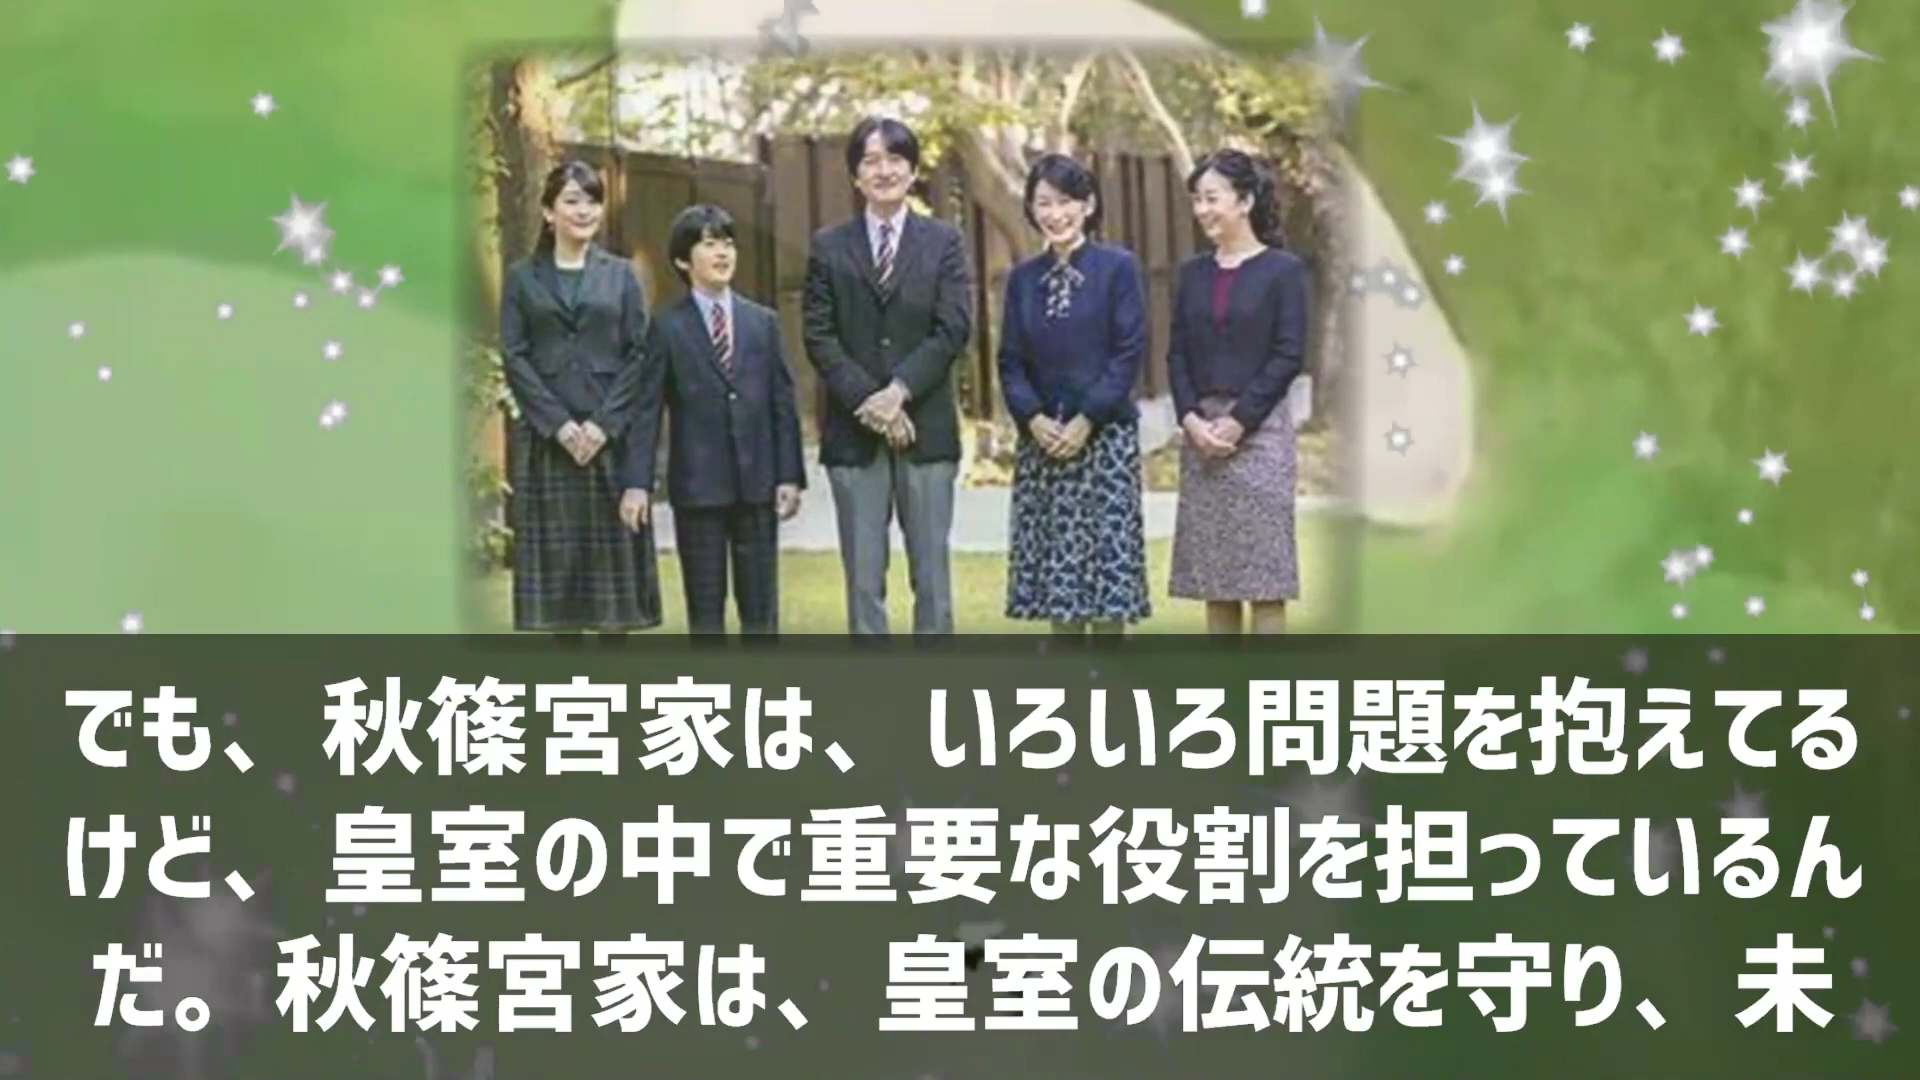 でも、秋篠宮家は、いろいろ問題を抱えてる
けど、皇室の中で重要な役割を担っているん
だ。秋篠宮家は、皇室の伝統を守り、未